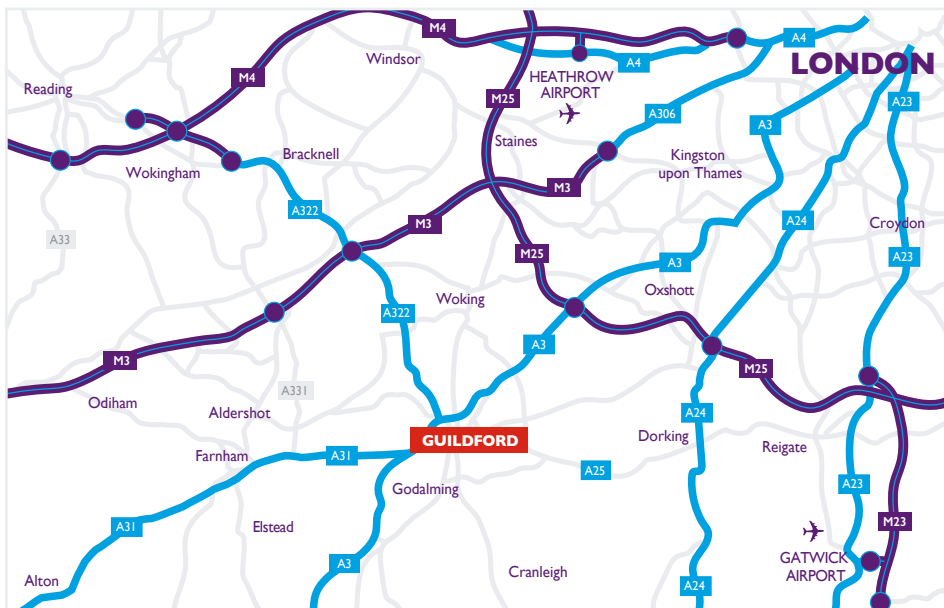 M4
A4
Windsor
A4
LONDON
M4
HEATHROW
AIRPORT
Reading
M25
A23
A306
A3
Staines
Bracknell
Kingston
upon Thames
Wokingham
M3
A322
A24
M3
Croydon
A33
M25
A23
A3
Oxshott
Woking
A322
A3
M3
M25
A331
Odiham
Aldershot
A24
GUILDFORD
Dorking
Reigate
Farnham
A31
A25
Godalming
A23
A31
Elstead
M23
GATWICK
AIRPORT
A3
Cranleigh
Alton
A24